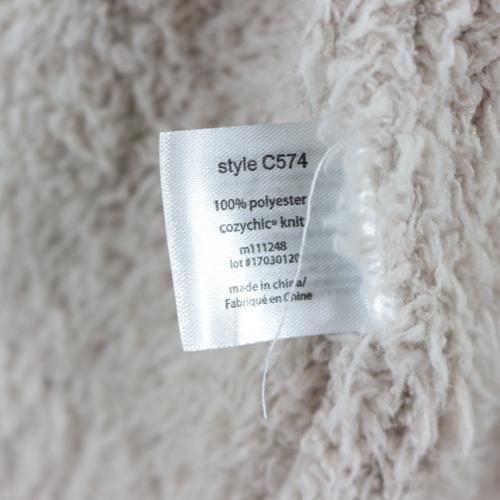 style C574
100% polyester
cozychic® knit
m111248
lot #17030120
made in china/
Fabriqué en Chine